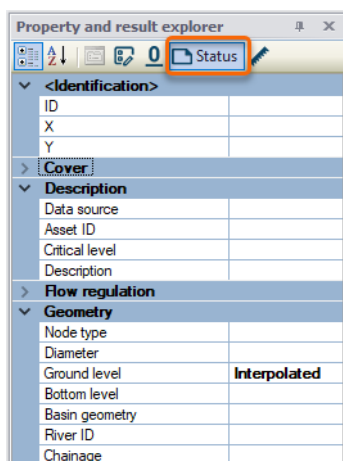 Property and result explorer
A Z 0 Status
<Identification>
ID
X
Y
Cover
Description
Data source
Asset ID
Critical level
Description
Flow regulation
Geometry
Node type
Diameter
Ground level Interpolated
Bottom level
Basin geometry
River ID
Chainage